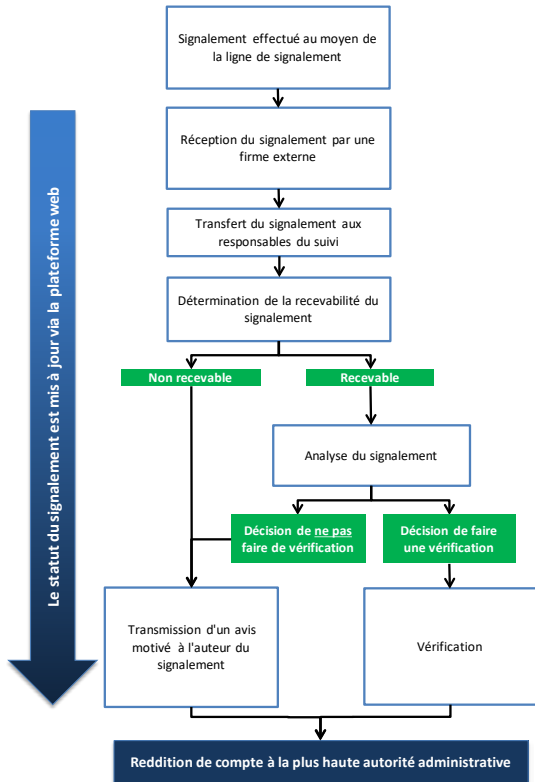 Signalement effectué au moyen de
la ligne de signalement
Réception du signalement par une
firme externe
Transfert du signalement aux
responsables du suivi
Détermination de la recevabilité du
signalement
Non recevable
Recevable
Analyse du signalement
Décision de ne pas
faire de vérification
Décision de faire
une vérification
Transmission d'un avis
motivé à l'auteur du
signalement
Vérification
Reddition de compte à la plus haute autorité administrative
Le statut du signalement est mis à jour via la plateforme web